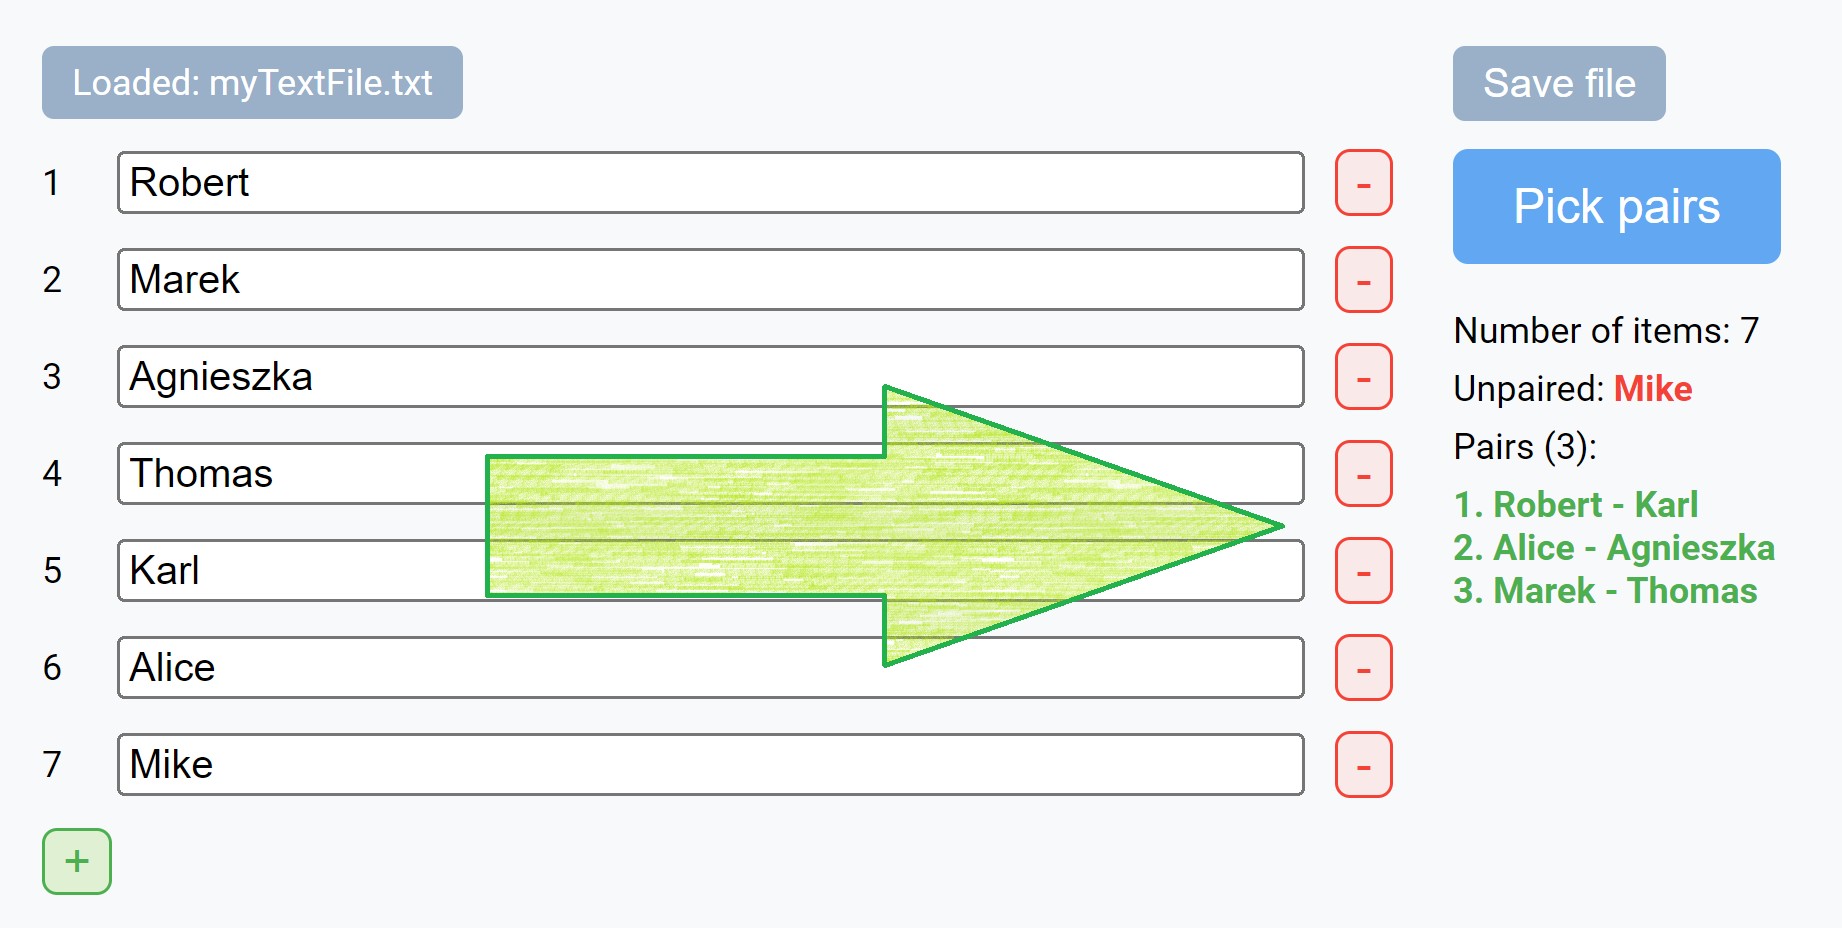 Loaded: myTextFile.txt
1 Robert -
2 Marek -
3 Agnieszka -
4 Thomas -
5 Karl -
6 Alice -
7 Mike -
+
Save file
Pick pairs
Number of items: 7
Unpaired: Mike
Pairs (3):
1. Robert - Karl
2. Alice - Agnieszka
3. Marek - Thomas